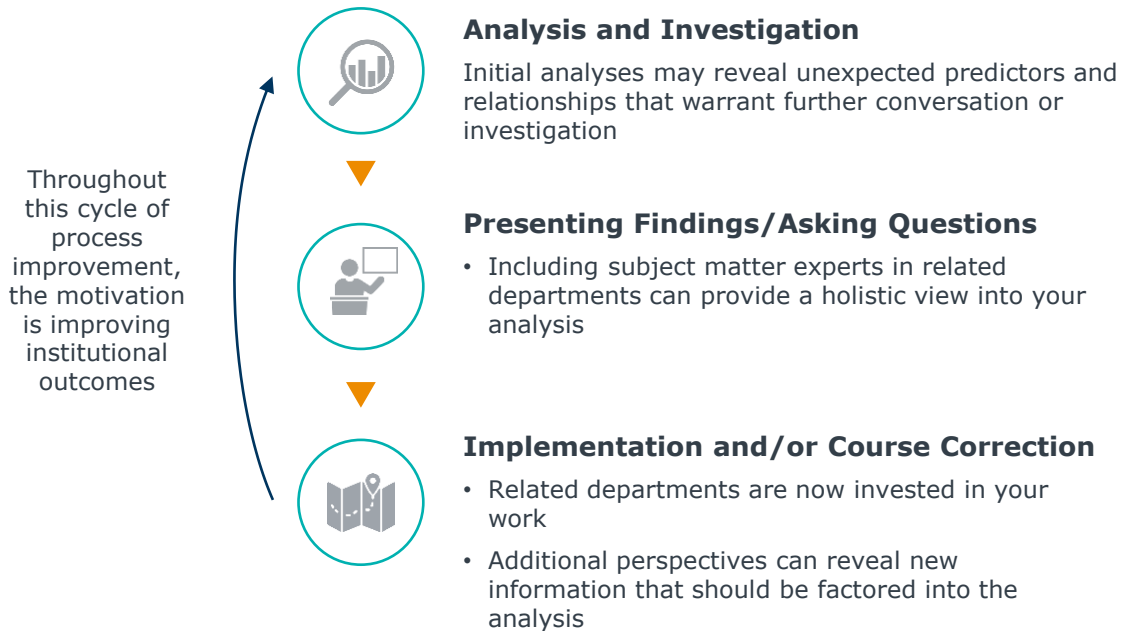 Analysis and Investigation
Initial analyses may reveal unexpected predictors and
relationships that warrant further conversation or
investigation
Throughout
this cycle of
process
improvement,
the motivation
is improving
institutional
outcomes
Presenting Findings/Asking Questions
• Including subject matter experts in related
departments can provide a holistic view into your
analysis
Implementation and/or Course Correction
• Related departments are now invested in your
work
• Additional perspectives can reveal new
information that should be factored into the
analysis